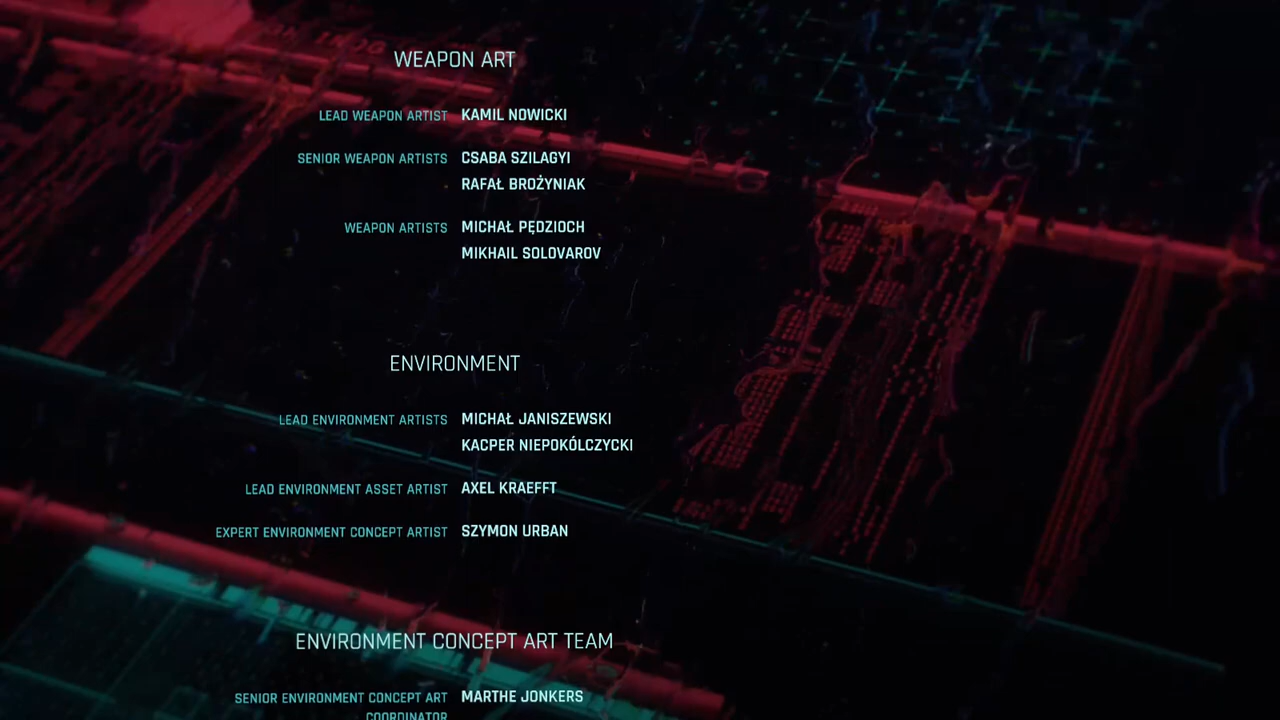 WEAPON ART
LEAD WEAPON ARTIST KAMIL NOWICKI
SENIOR WEAPON ARTISTS CSABA SZILAGYI
RAFAŁ BROŻYNIAK
WEAPON ARTISTS MICHAŁ PĘDZIOCH
MIKHAIL SOLOVAROV
ENVIRONMENT
LEAD ENVIRONMENT ARTISTS MICHAŁ JANISZEWSKI
KACPER NIEPOKÓLCZYCKI
LEAD ENVIRONMENT ASSET ARTIST AXEL KRAEFFT
EXPERT ENVIRONMENT CONCEPT ARTIST SZYMON URBAN
ENVIRONMENT CONCEPT ART TEAM
SENIOR ENVIRONMENT CONCEPT ART MARTHE JONKERS
COORDINATOR